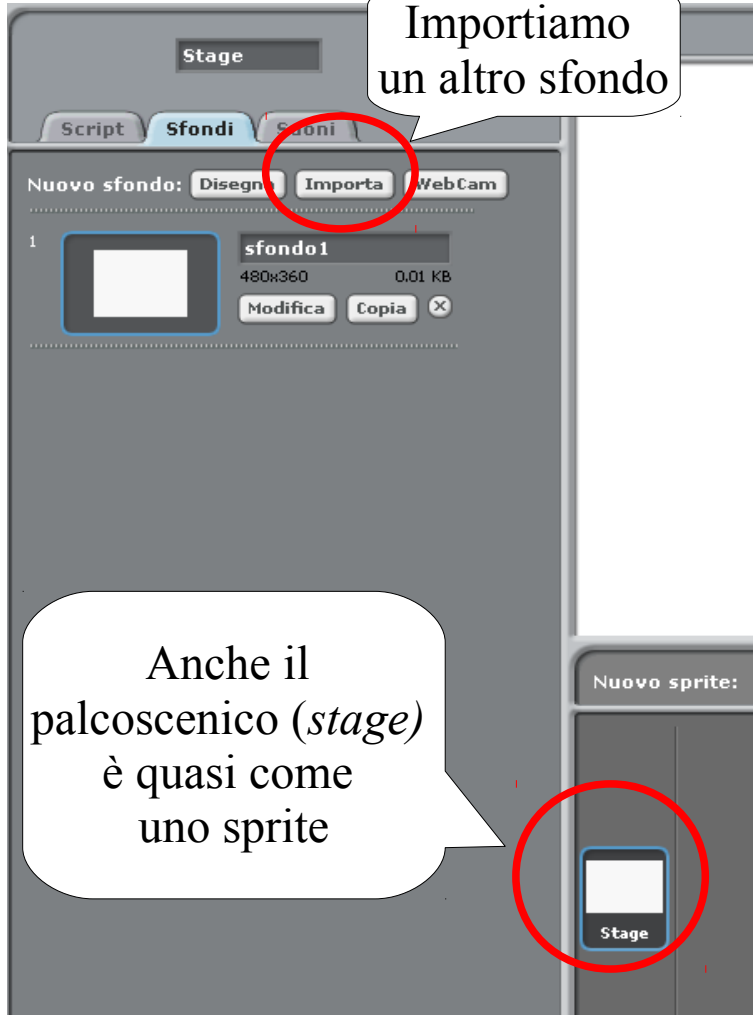 Importiamo
un altro sfondo
Stage
Script Sfondi Suoni
Nuovo sfondo: Disegna Importa WebCam
1
sfondo1
480x360 0.01 KB
Modifica Copia
Anche il
palcoscenico (stage)
è quasi come
uno sprite
Nuovo sprite:
Stage